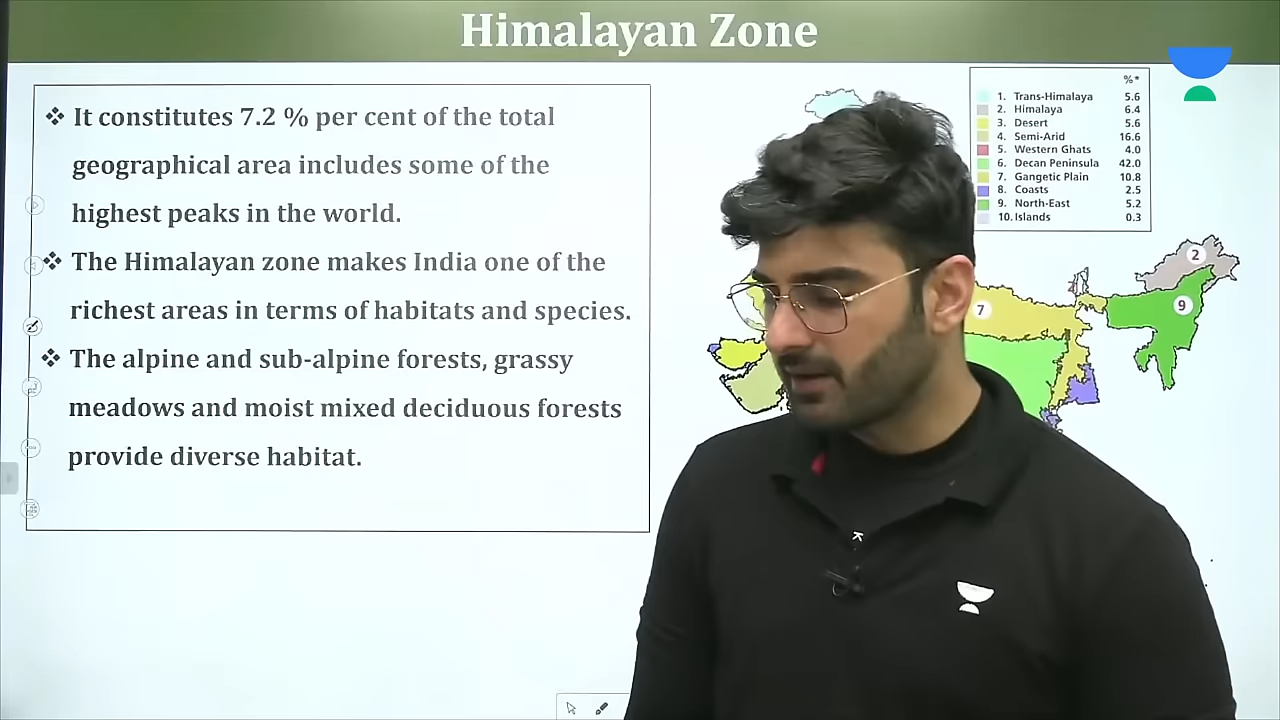 Himalayan Zone
❖ It constitutes 7.2 % per cent of the total
geographical area includes some of the
highest peaks in the world.
❖ The Himalayan zone makes India one of the
richest areas in terms of habitats and species.
❖ The alpine and sub-alpine forests, grassy
meadows and moist mixed deciduous forests
provide diverse habitat.
%*
1. Trans-Himalaya 5.6
2. Himalaya 6.4
3. Desert 5.6
4. Semi-Arid 16.6
5. Western Ghats 4.0
6. Decan Peninsula 42.0
7. Gangetic Plain 10.8
8. Coasts 2.5
9. North-East 5.2
10. Islands 0.3
2
9
7
K